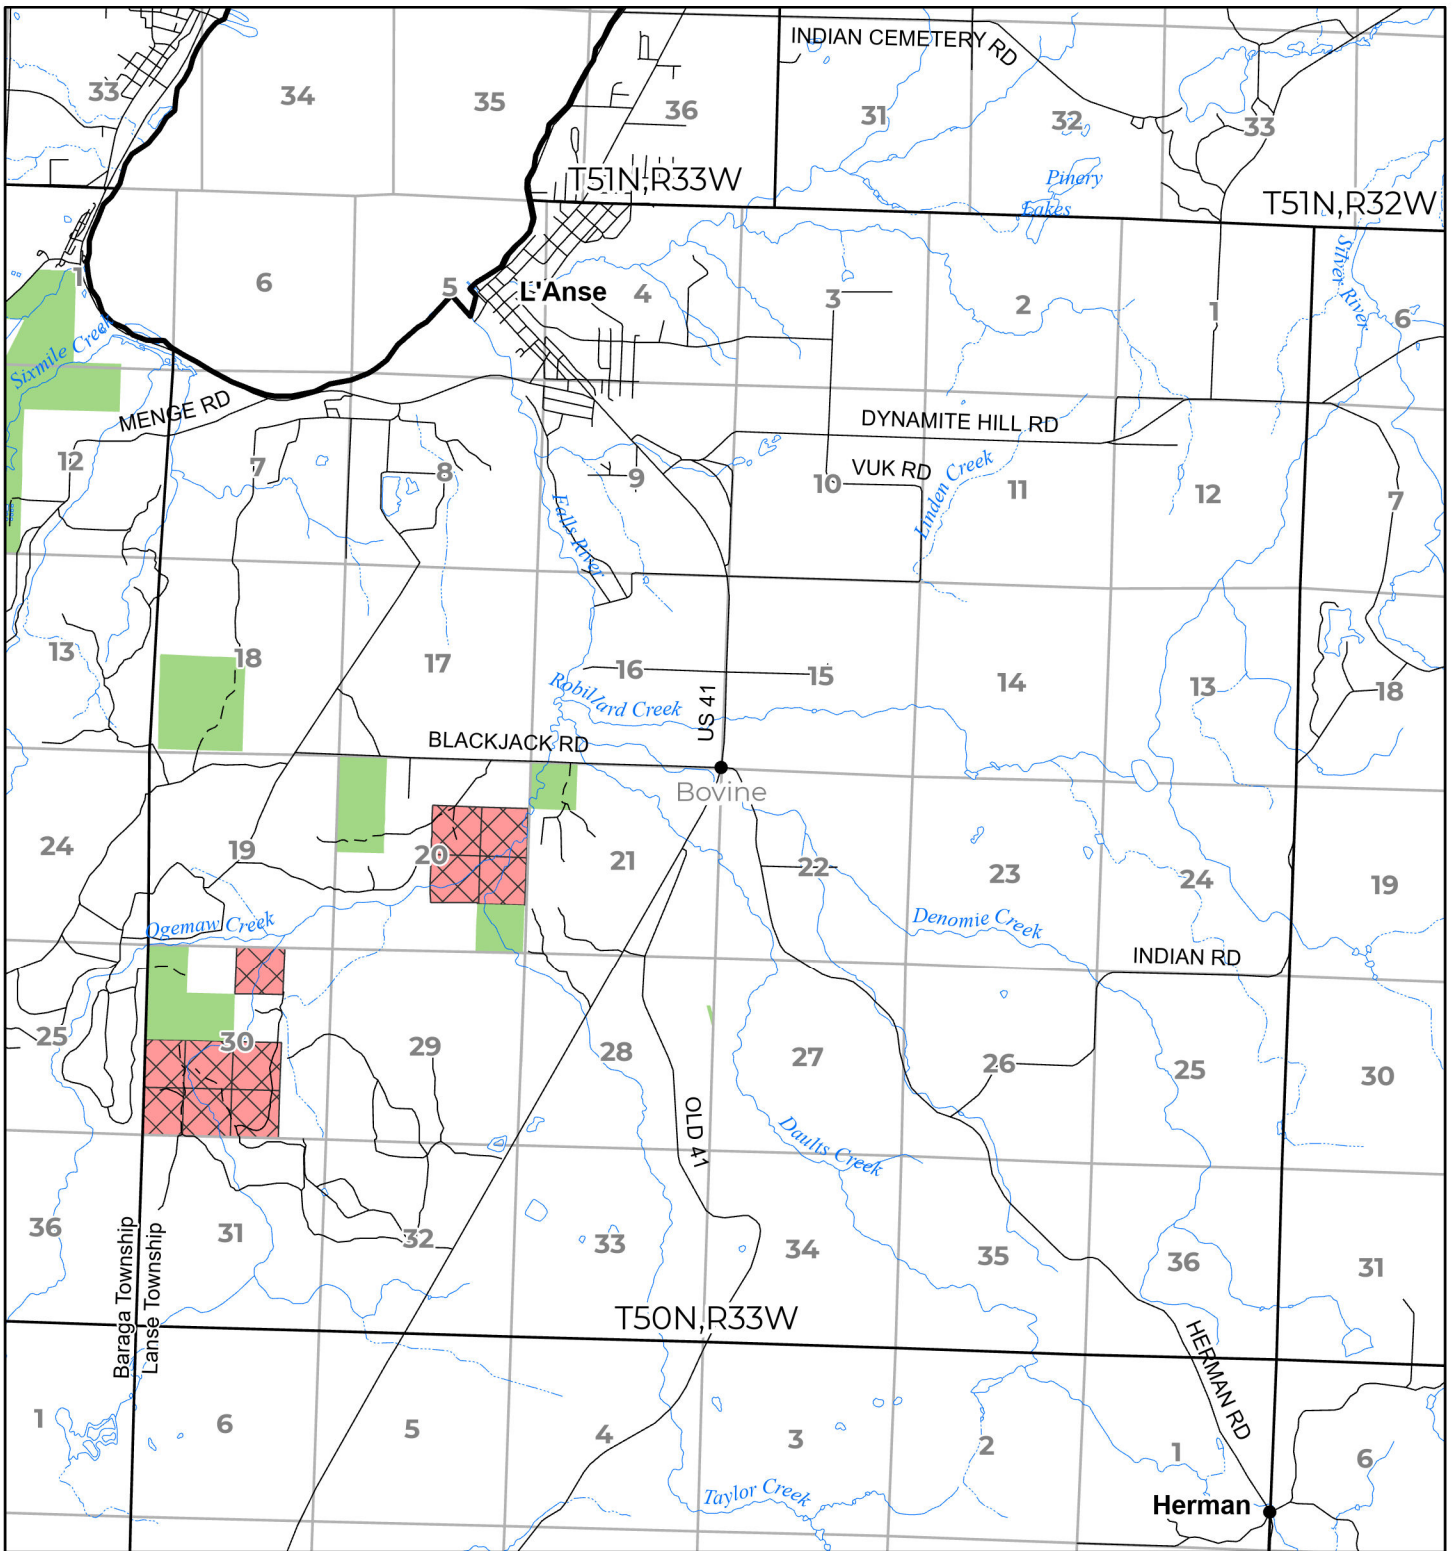 INDIAN CEMETERY RD
33
34
35
36
31
32
33
T51N,R33W
Pinery
Lakes
T51N,R32W
Silver River
1
6
5
L'Anse
4
3
2
1
6
Sixmile Creek
MENGE RD
DYNAMITE HILL RD
12
7
8
9
VUK RD
10
Linden Creek
11
12
7
Falls River
13
18
17
16
15
14
13
18
Robillard Creek
US 41
BLACKJACK RD
Bovine
24
19
20
21
22
23
24
19
Ogemaw Creek
Denomie Creek
INDIAN RD
25
30
29
28
27
26
25
30
OLD 41
Daults Creek
36
31
32
33
34
35
36
31
Baraga Township
Lanse Township
T50N,R33W
HERMAN RD
1
6
5
4
3
2
1
6
Taylor Creek
Herman